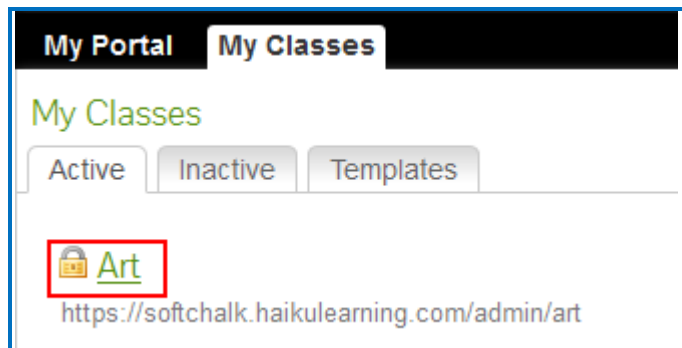 My Portal My Classes
My Classes
Active Inactive Templates
Art
https://softchalk.haikulearning.com/admin/art